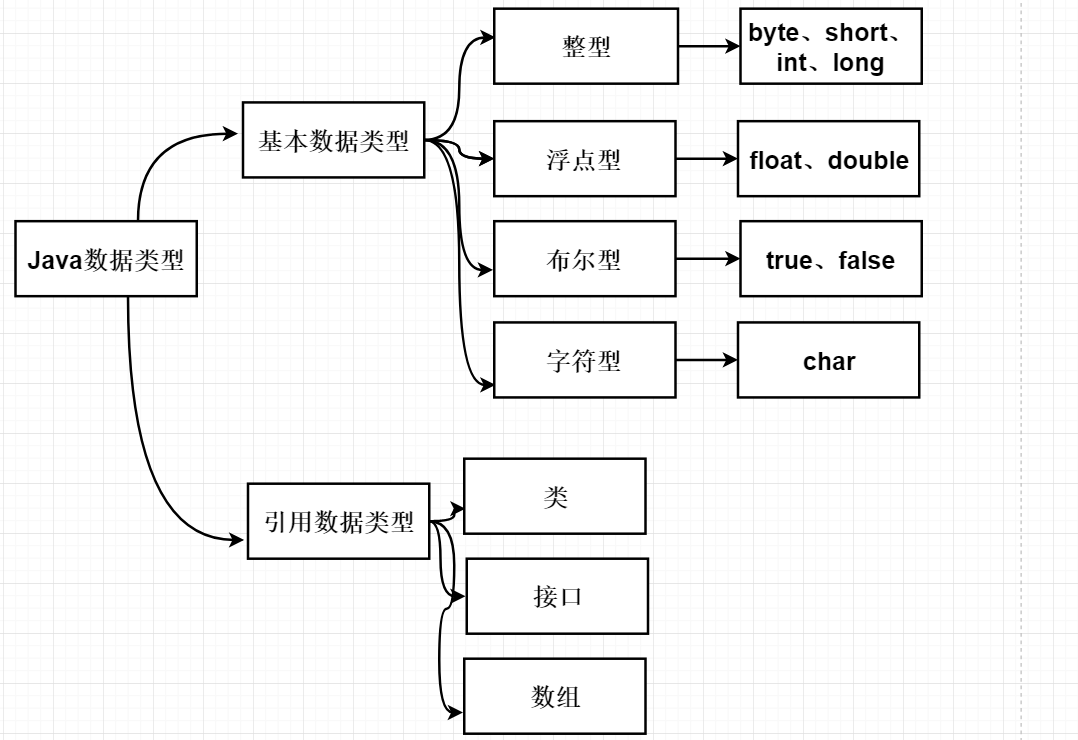 Java数据类型
基本数据类型
整型
byte、short、
int、long
浮点型
float、double
布尔型
true、false
字符型
char
引用数据类型
类
接口
数组